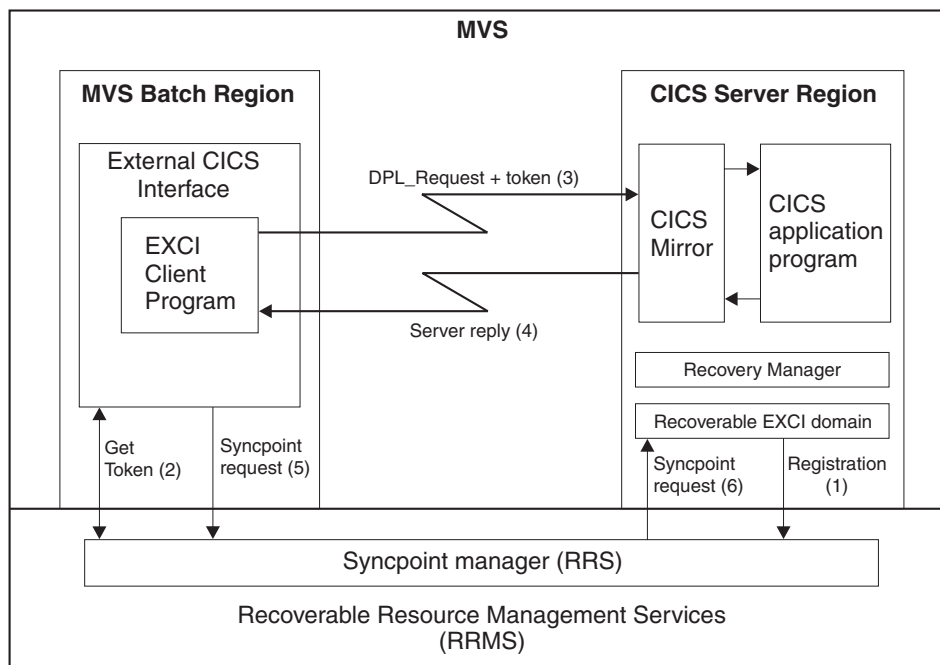 MVS
MVS Batch Region
CICS Server Region
External CICS
Interface
EXCI
Client
Program
DPL_Request + token (3)
Server reply (4)
CICS
Mirror
CICS
application
program
Recovery Manager
Recoverable EXCI domain
Get
Token (2)
Syncpoint
request (5)
Syncpoint
request (6)
Registration
(1)
Syncpoint manager (RRS)
Recoverable Resource Management Services
(RRMS)